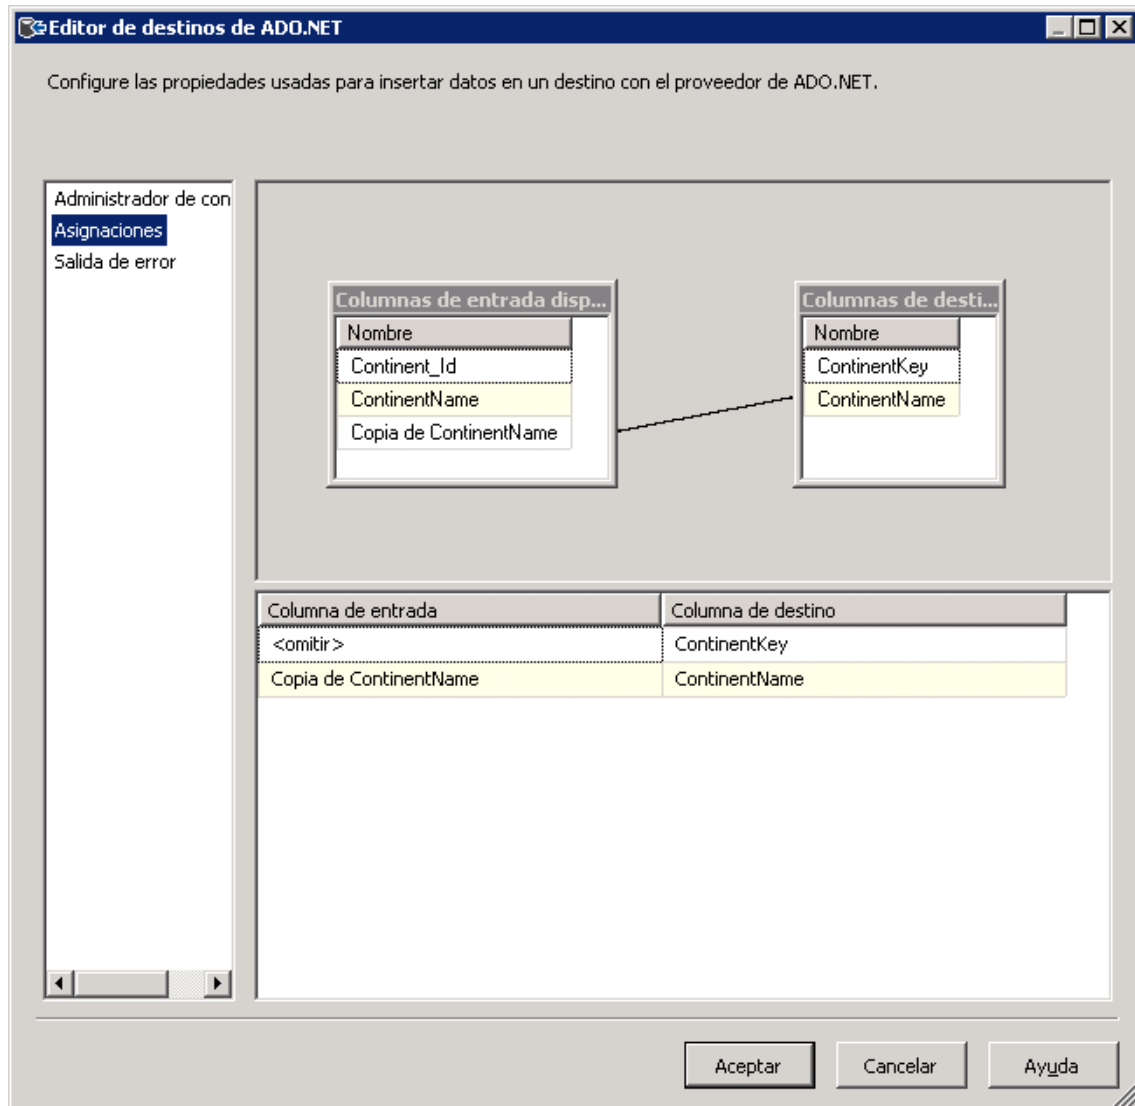 Editor de destinos de ADO.NET
Configure las propiedades usadas para insertar datos en un destino con el proveedor de ADO.NET.
Administrador de con
Asignaciones
Salida de error
Columnas de entrada disp...
Nombre
Continent_Id
ContinentName
Copia de ContinentName
Columnas de desti...
Nombre
ContinentKey
ContinentName
Columna de entrada Columna de destino
<omitir> ContinentKey
Copia de ContinentName ContinentName
Aceptar Cancelar Ayuda